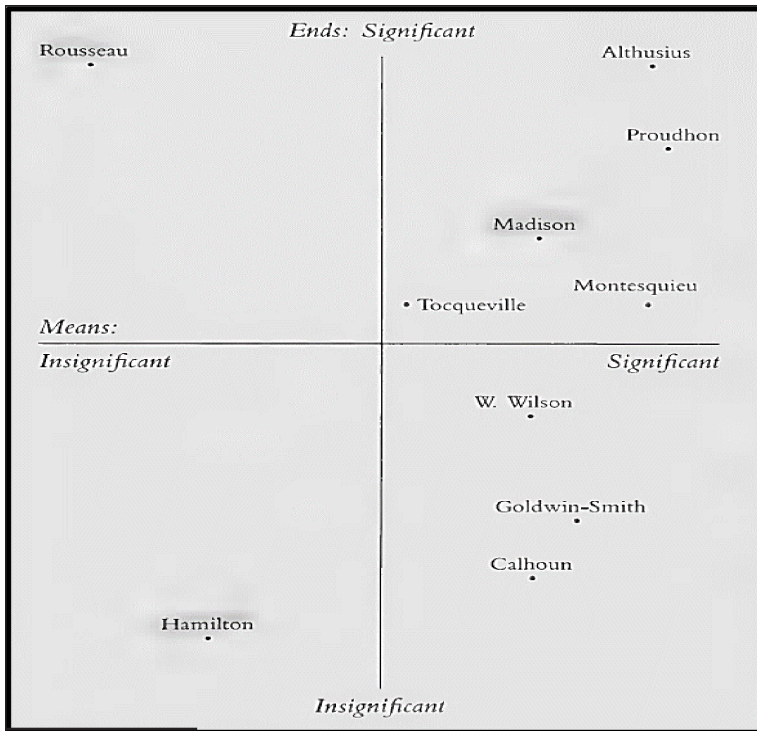 Ends: Significant
Rousseau
Althusius
Proudhon
Madison
Montesquieu
Tocqueville
Means:
Insignificant
Significant
W. Wilson
Goldwin-Smith
Calhoun
Hamilton
Insignificant